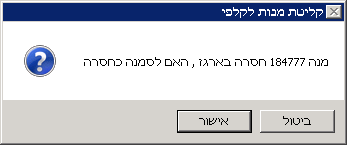 קליטת מנות לקלפי
מנה 184777 חסרה בארגז , האם לסמנה כחסרה
אישור
ביטול